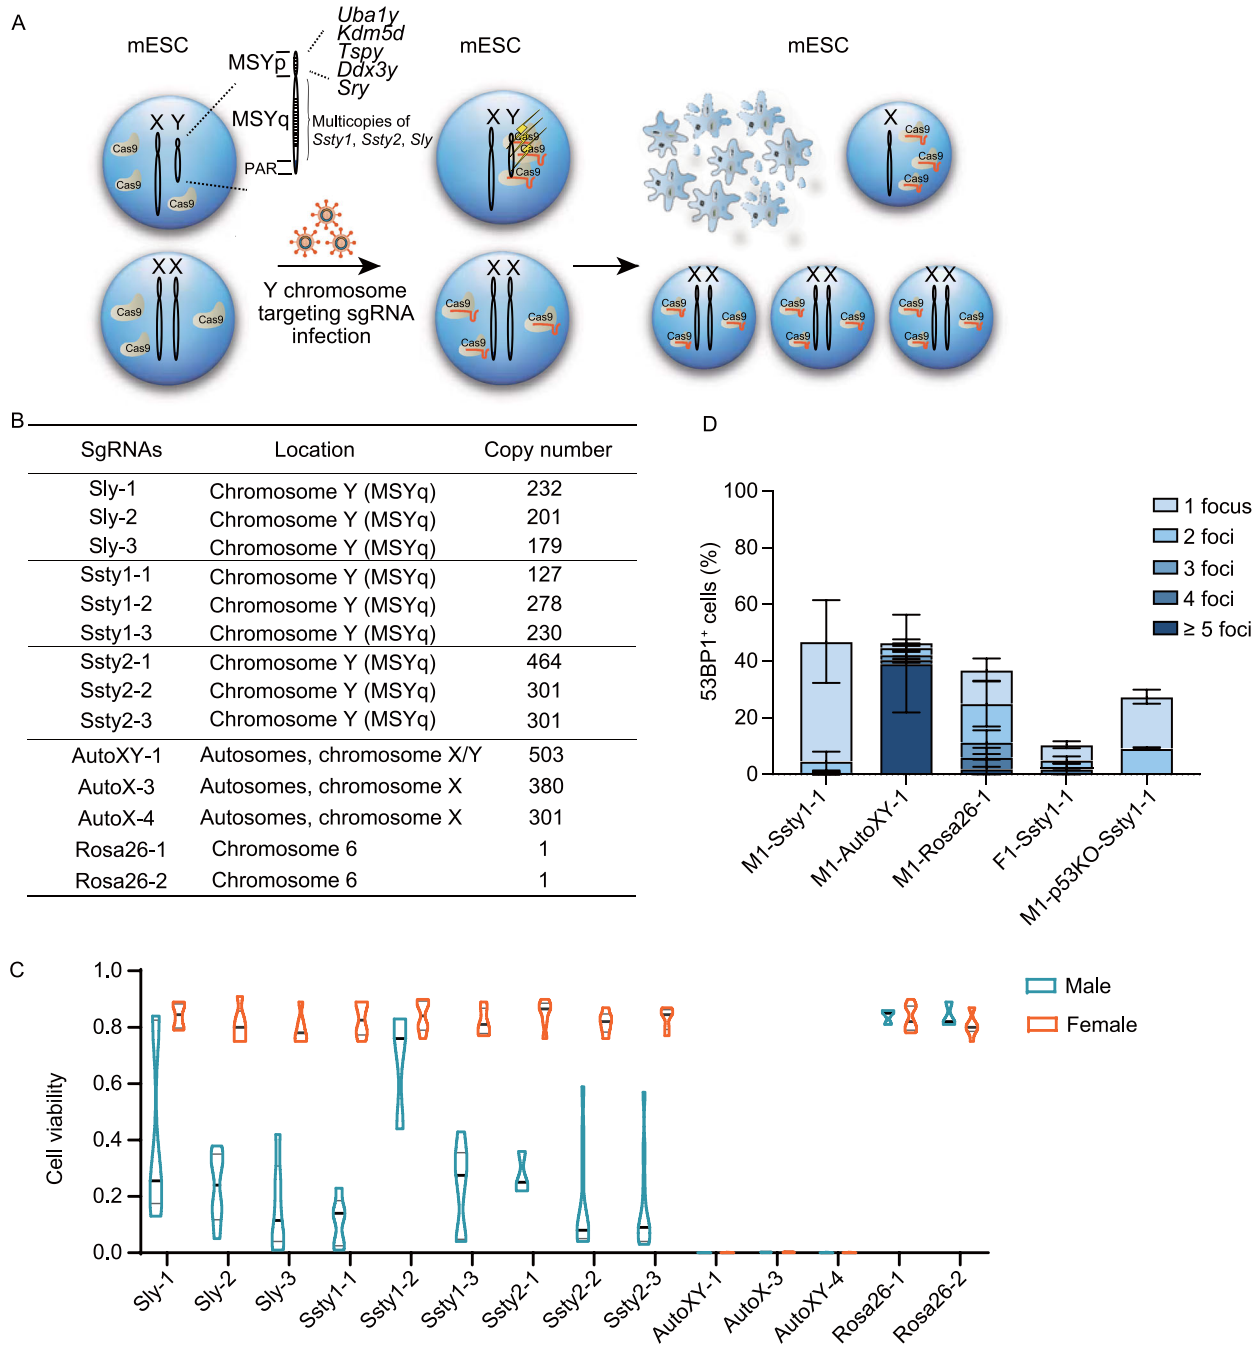 A
mESC
MSYp
Uba1y
Kdm5d
Tspy
Ddx3y
Sry
MSYq
Multicopies of
Ssty1, Ssty2, Sly
PAR
X Y
Cas9
Cas9
Cas9
XX
Cas9
Cas9
Cas9
Y chromosome
targeting sgRNA
infection
mESC
X Y
Cas9
Cas9
Cas9
X X
Cas9
Cas9
Cas9
mESC
X
Cas9
Cas9
Cas9
X X
Cas9
Cas9
Cas9
X X
Cas9
Cas9
Cas9
X X
Cas9
Cas9
Cas9
B
SgRNAs Location Copy number
Sly-1 Chromosome Y (MSYq) 232
Sly-2 Chromosome Y (MSYq) 201
Sly-3 Chromosome Y (MSYq) 179
Ssty1-1 Chromosome Y (MSYq) 127
Ssty1-2 Chromosome Y (MSYq) 278
Ssty1-3 Chromosome Y (MSYq) 230
Ssty2-1 Chromosome Y (MSYq) 464
Ssty2-2 Chromosome Y (MSYq) 301
Ssty2-3 Chromosome Y (MSYq) 301
AutoXY-1 Autosomes, chromosome X/Y 503
AutoX-3 Autosomes, chromosome X 380
AutoX-4 Autosomes, chromosome X 301
Rosa26-1 Chromosome 6 1
Rosa26-2 Chromosome 6 1
D
53BP1⁺ cells (%)
100
80
60
40
20
0
1 focus
2 foci
3 foci
4 foci
≥ 5 foci
M1-Ssty1-1
M1-AutoXY-1
M1-Rosa26-1
F1-Ssty1-1
M1-p53KO-Ssty1-1
C
Cell viability
1.0
0.8
0.6
0.4
0.2
0.0
Male
Female
Sly-1
Sly-2
Sly-3
Ssty1-1
Ssty1-2
Ssty1-3
Ssty2-1
Ssty2-2
Ssty2-3
AutoXY-1
AutoX-3
AutoXY-4
Rosa26-1
Rosa26-2